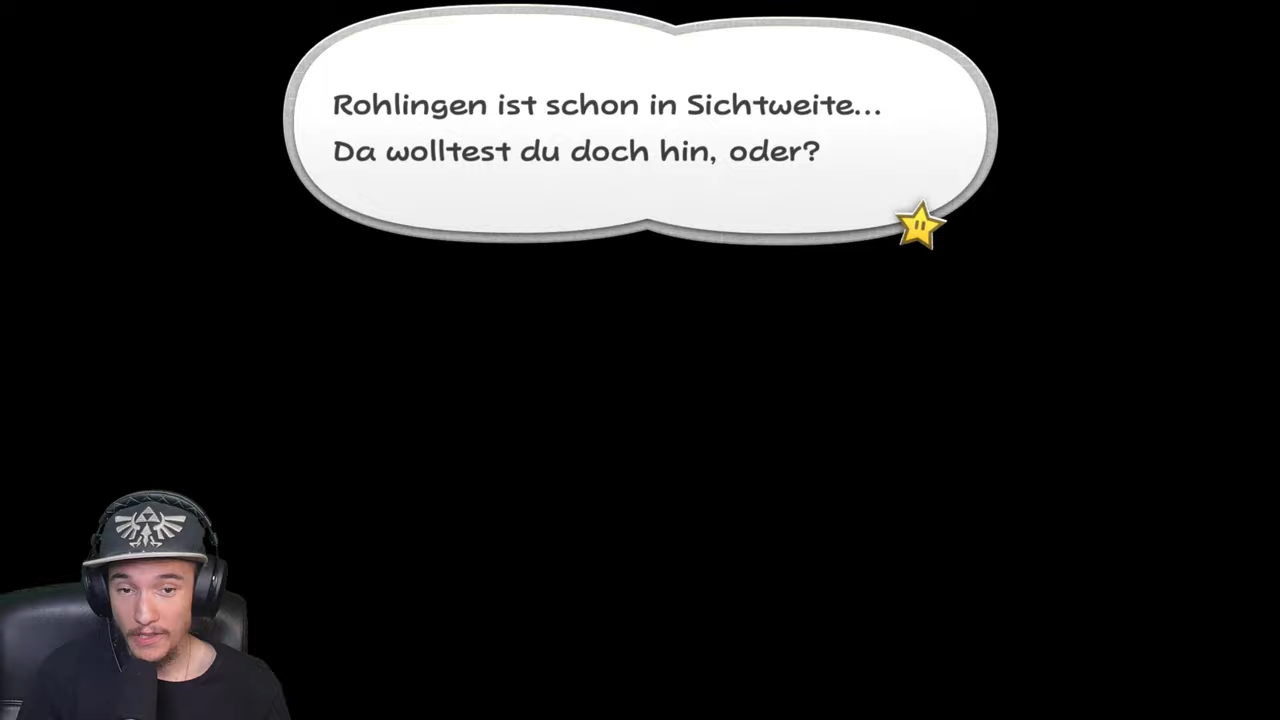 Rohlingen ist schon in Sichtweite...
Da wolltest du doch hin, oder?